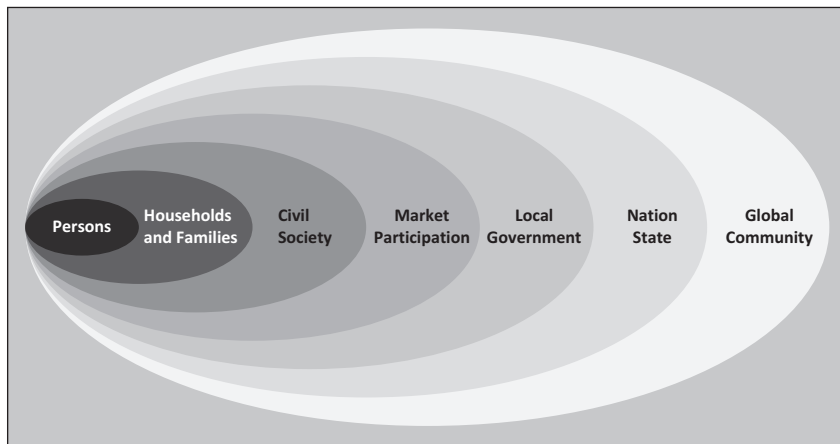 Persons
Households
and Families
Civil
Society
Market
Participation
Local
Government
Nation
State
Global
Community